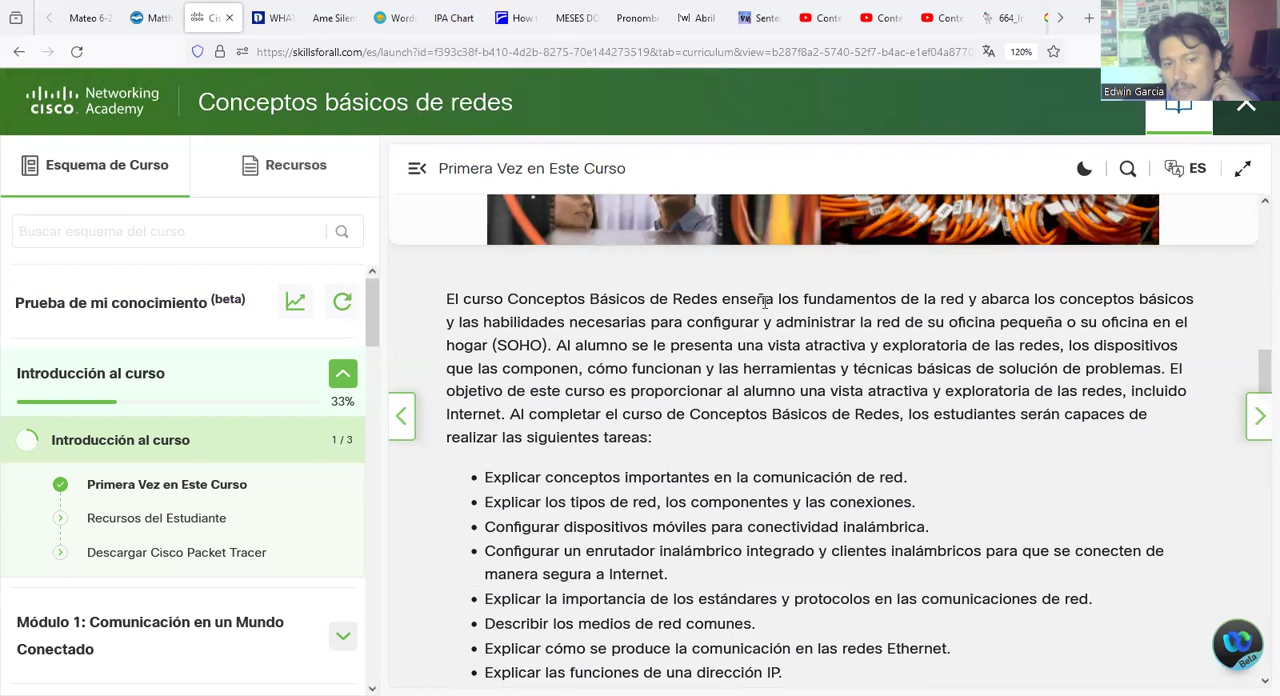 Mateo 6-2
Matth
Cis
WHAT
Ame Silen
Words
IPA Chart
How t
MESES DO
Pronomb
Abril
Sente
Conte
Conte
Conte
664_In
https://skillsforall.com/es/launch?id=f393c38f-b410-4d2b-8275-70e144273519&tab=curriculum&view=b287f8a2-5740-52f7-b4ac-e1ef04a8770
120%
Edwin Garcia
Networking
CISCO Academy
Conceptos básicos de redes
Esquema de Curso
Recursos
Primera Vez en Este Curso
ES
Buscar esquema del curso
Prueba de mi conocimiento (beta)
Introducción al curso
33%
Introducción al curso
1 / 3
Primera Vez en Este Curso
Recursos del Estudiante
Descargar Cisco Packet Tracer
Módulo 1: Comunicación en un Mundo
Conectado
El curso Conceptos Básicos de Redes enseña los fundamentos de la red y abarca los conceptos básicos
y las habilidades necesarias para configurar y administrar la red de su oficina pequeña o su oficina en el
hogar (SOHO). Al alumno se le presenta una vista atractiva y exploratoria de las redes, los dispositivos
que las componen, cómo funcionan y las herramientas y técnicas básicas de solución de problemas. El
objetivo de este curso es proporcionar al alumno una vista atractiva y exploratoria de las redes, incluido
Internet. Al completar el curso de Conceptos Básicos de Redes, los estudiantes serán capaces de
realizar las siguientes tareas:
• Explicar conceptos importantes en la comunicación de red.
• Explicar los tipos de red, los componentes y las conexiones.
• Configurar dispositivos móviles para conectividad inalámbrica.
• Configurar un enrutador inalámbrico integrado y clientes inalámbricos para que se conecten de
manera segura a Internet.
• Explicar la importancia de los estándares y protocolos en las comunicaciones de red.
• Describir los medios de red comunes.
• Explicar cómo se produce la comunicación en las redes Ethernet.
• Explicar las funciones de una dirección IP.
Beta